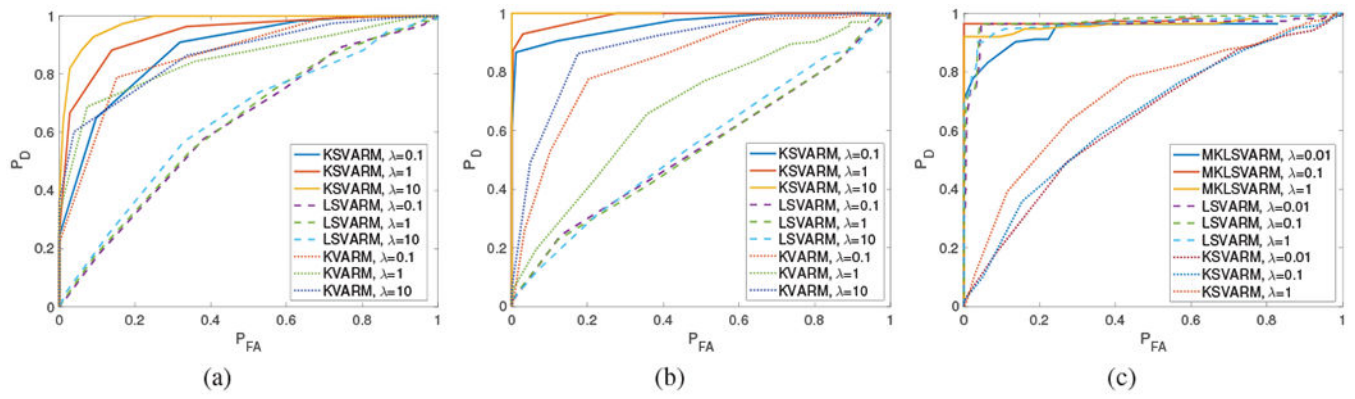 1
0.8
0.6
0.4
0.2
0
P_D
0 0.2 0.4 0.6 0.8 1
P_FA
KSVARM, λ=0.1
KSVARM, λ=1
KSVARM, λ=10
LSVARM, λ=0.1
LSVARM, λ=1
LSVARM, λ=10
KVARM, λ=0.1
KVARM, λ=1
KVARM, λ=10
(a)
1
0.8
0.6
0.4
0.2
0
P_D
0 0.2 0.4 0.6 0.8 1
P_FA
KSVARM, λ=0.1
KSVARM, λ=1
KSVARM, λ=10
LSVARM, λ=0.1
LSVARM, λ=1
LSVARM, λ=10
KVARM, λ=0.1
KVARM, λ=1
KVARM, λ=10
(b)
1
0.8
0.6
0.4
0.2
0
P_D
0 0.2 0.4 0.6 0.8 1
P_FA
MKLSVARM, λ=0.01
MKLSVARM, λ=0.1
MKLSVARM, λ=1
LSVARM, λ=0.01
LSVARM, λ=0.1
LSVARM, λ=1
KSVARM, λ=0.01
KSVARM, λ=0.1
KSVARM, λ=1
(c)